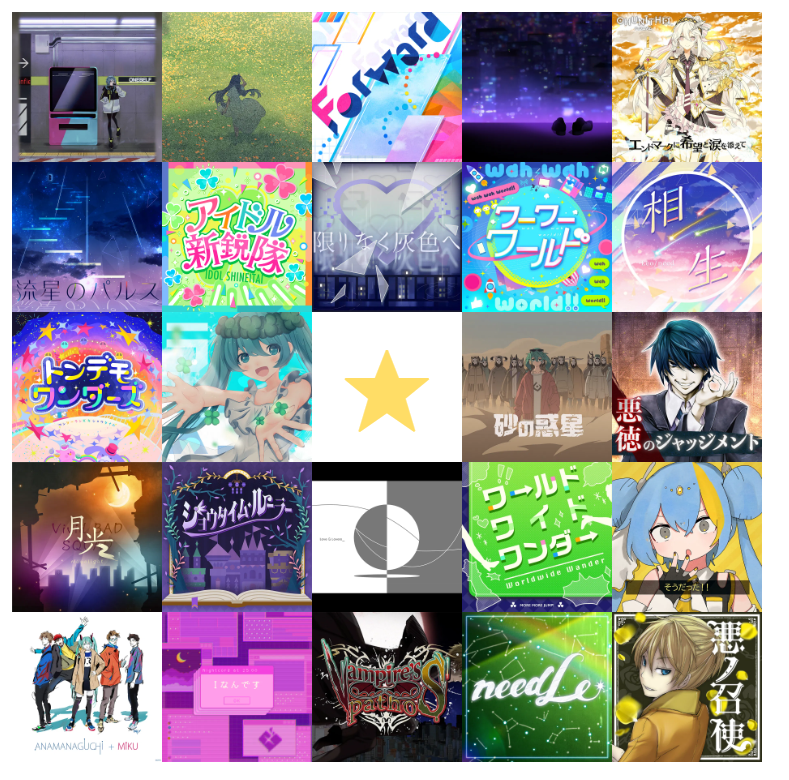 ONESELF
Forward
エンドマークに希望と涙を添えて
流星のパルス
アイドル
新鋭隊
IDOL SHINEITAI
限りなく灰色へ
wah wah
wah wah world!!
ワーワー
ワールド
wah
wah
world!!
world!!
相
生
トンデモ
ワンダーズ
砂の惑星
悪
徳のジャッジメント
月光
ショウタイム・ルーラー
ワールド
ワイド
ワンダー
Worldwide Wander
そうだった!!
ANAMANAGUCHI + MIKU
Iなんです
Vampire's
pathoS
needLe
悪ノ召使